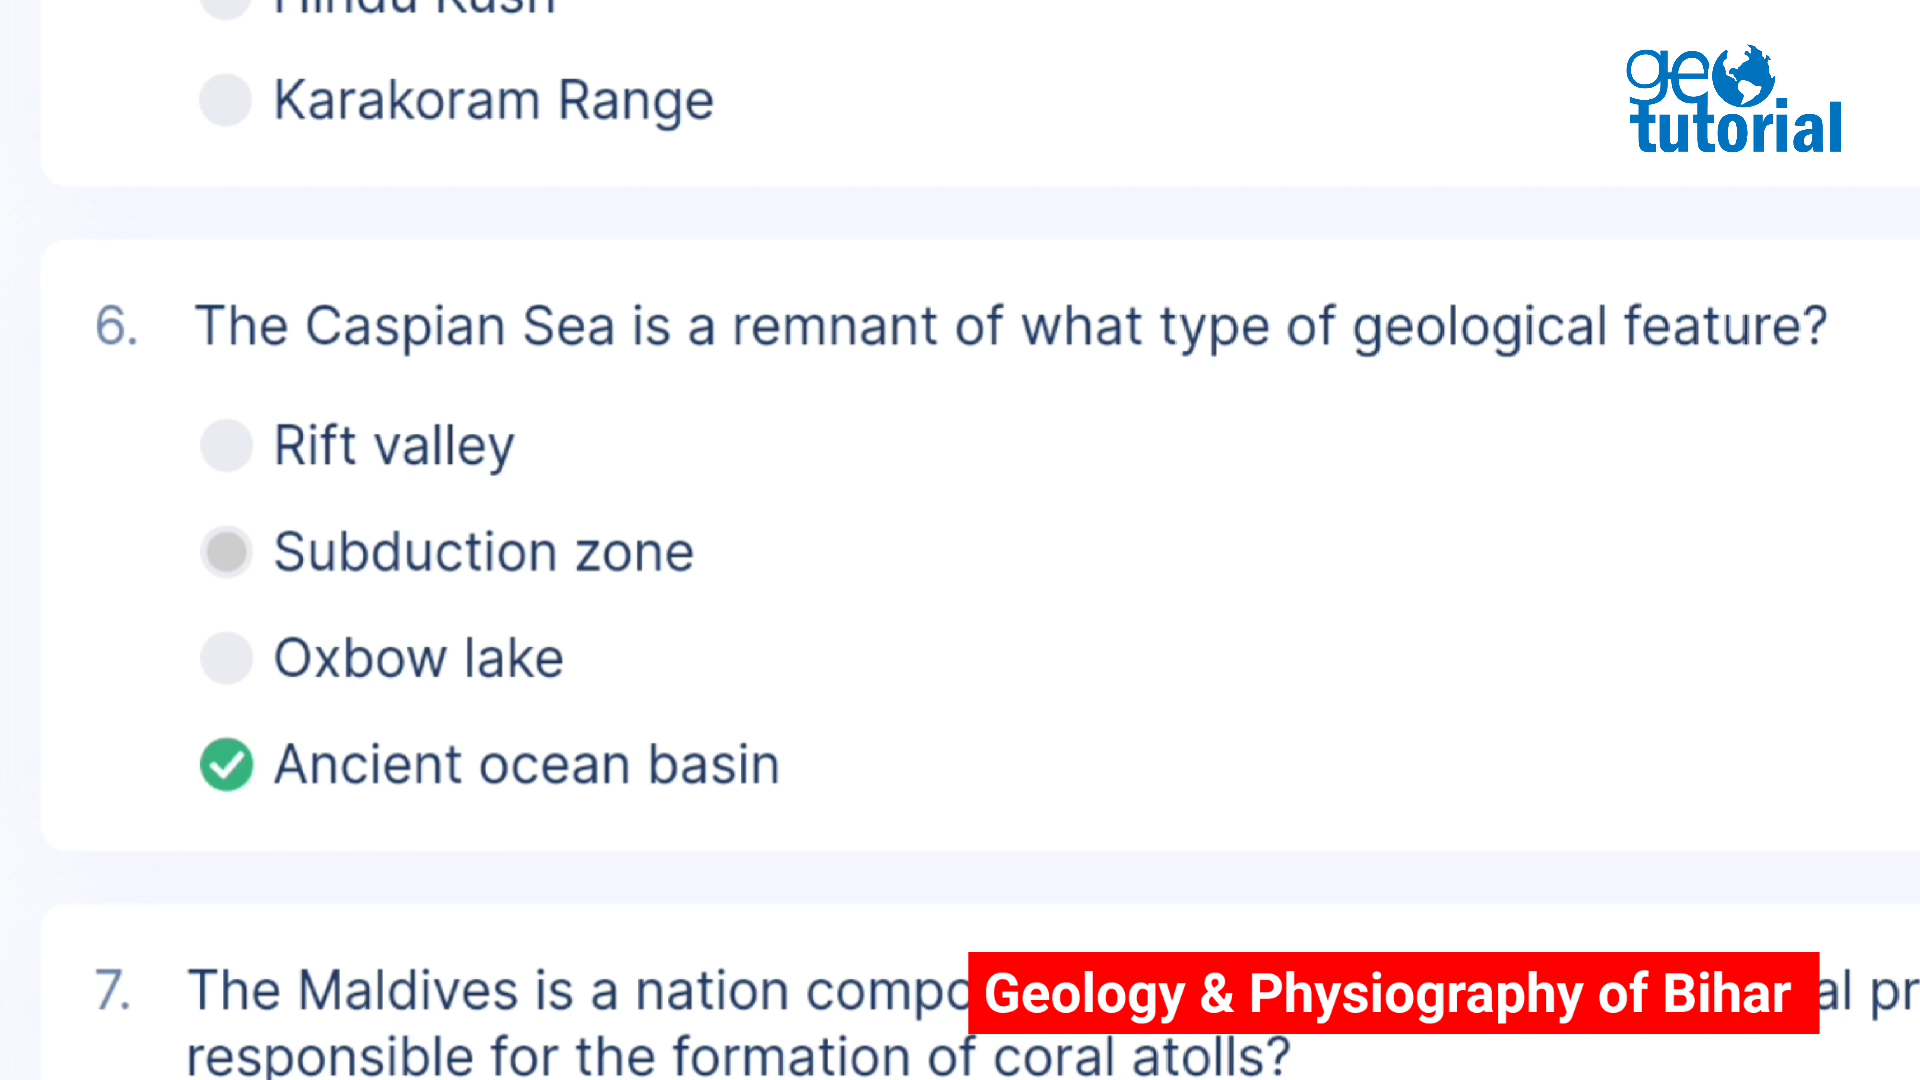 Hindu Kush
Karakoram Range
geo
tutorial
6. The Caspian Sea is a remnant of what type of geological feature?
Rift valley
Subduction zone
Oxbow lake
Ancient ocean basin
7. The Maldives is a nation compo
Geology & Physiography of Bihar
al pr
responsible for the formation of coral atolls?